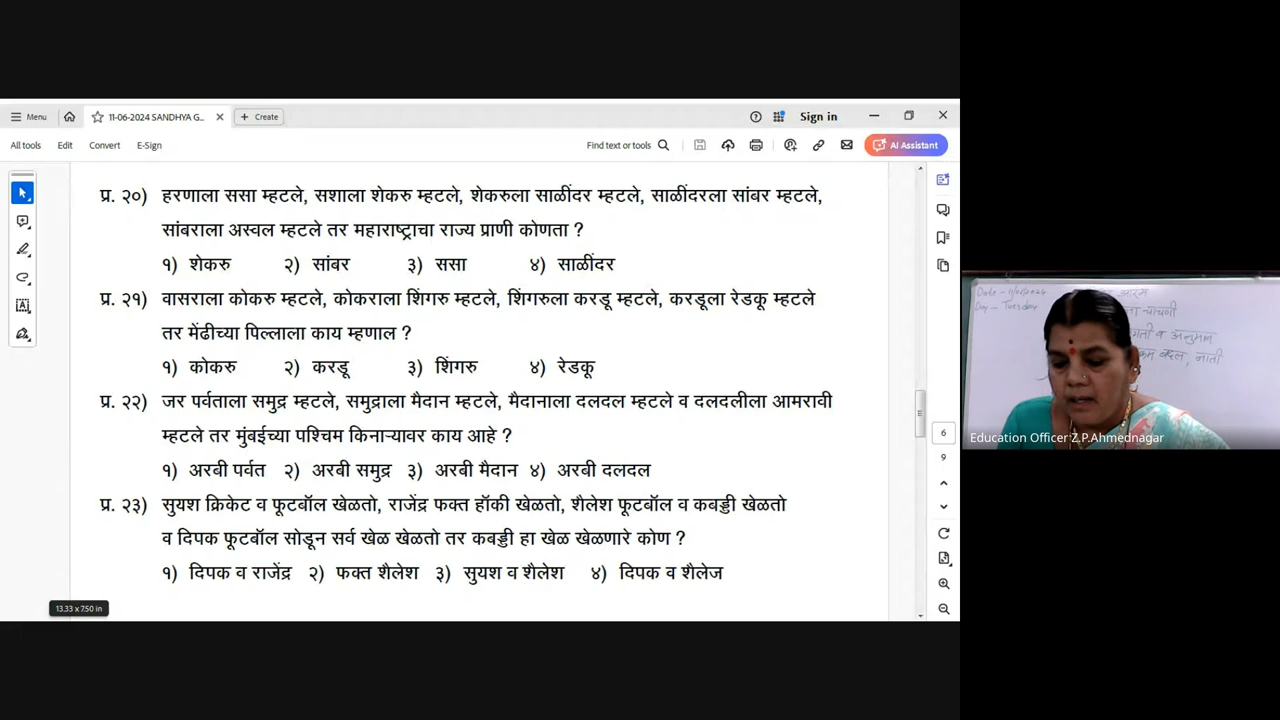 Menu
11-06-2024 SANDHYA G...
Create
Sign in
All tools
Edit
Convert
E-Sign
Find text or tools
AI Assistant
प्र. २०) हरणाला ससा म्हटले, सशाला शेकरु म्हटले, शेकरुला साळींदर म्हटले, साळींदरला सांबर म्हटले,
सांबराला अस्वल म्हटले तर महाराष्ट्राचा राज्य प्राणी कोणता ?
१) शेकरु २) सांबर ३) ससा ४) साळींदर
प्र. २१) वासराला कोकरु म्हटले, कोकराला शिंगरु म्हटले, शिंगरुला करडू म्हटले, करडूला रेडकू म्हटले
तर मेंढीच्या पिल्लाला काय म्हणाल ?
१) कोकरु २) करडू ३) शिंगरु ४) रेडकू
प्र. २२) जर पर्वताला समुद्र म्हटले, समुद्राला मैदान म्हटले, मैदानाला दलदल म्हटले व दलदलीला आमरावी
म्हटले तर मुंबईच्या पश्चिम किनाऱ्यावर काय आहे ?
१) अरबी पर्वत २) अरबी समुद्र ३) अरबी मैदान ४) अरबी दलदल
प्र. २३) सुयश क्रिकेट व फूटबॉल खेळतो, राजेंद्र फक्त हॉकी खेळतो, शैलेश फूटबॉल व कबड्डी खेळतो
व दिपक फूटबॉल सोडून सर्व खेळ खेळतो तर कबड्डी हा खेळ खेळणारे कोण ?
१) दिपक व राजेंद्र २) फक्त शैलेश ३) सुयश व शैलेश ४) दिपक व शैलेज
13.33 x 7.50 in
6
9
Date -
Day - Tuesday
चाचणी
व अनुमान
बदल, नाती
Education Officer Z.P.Ahmednagar